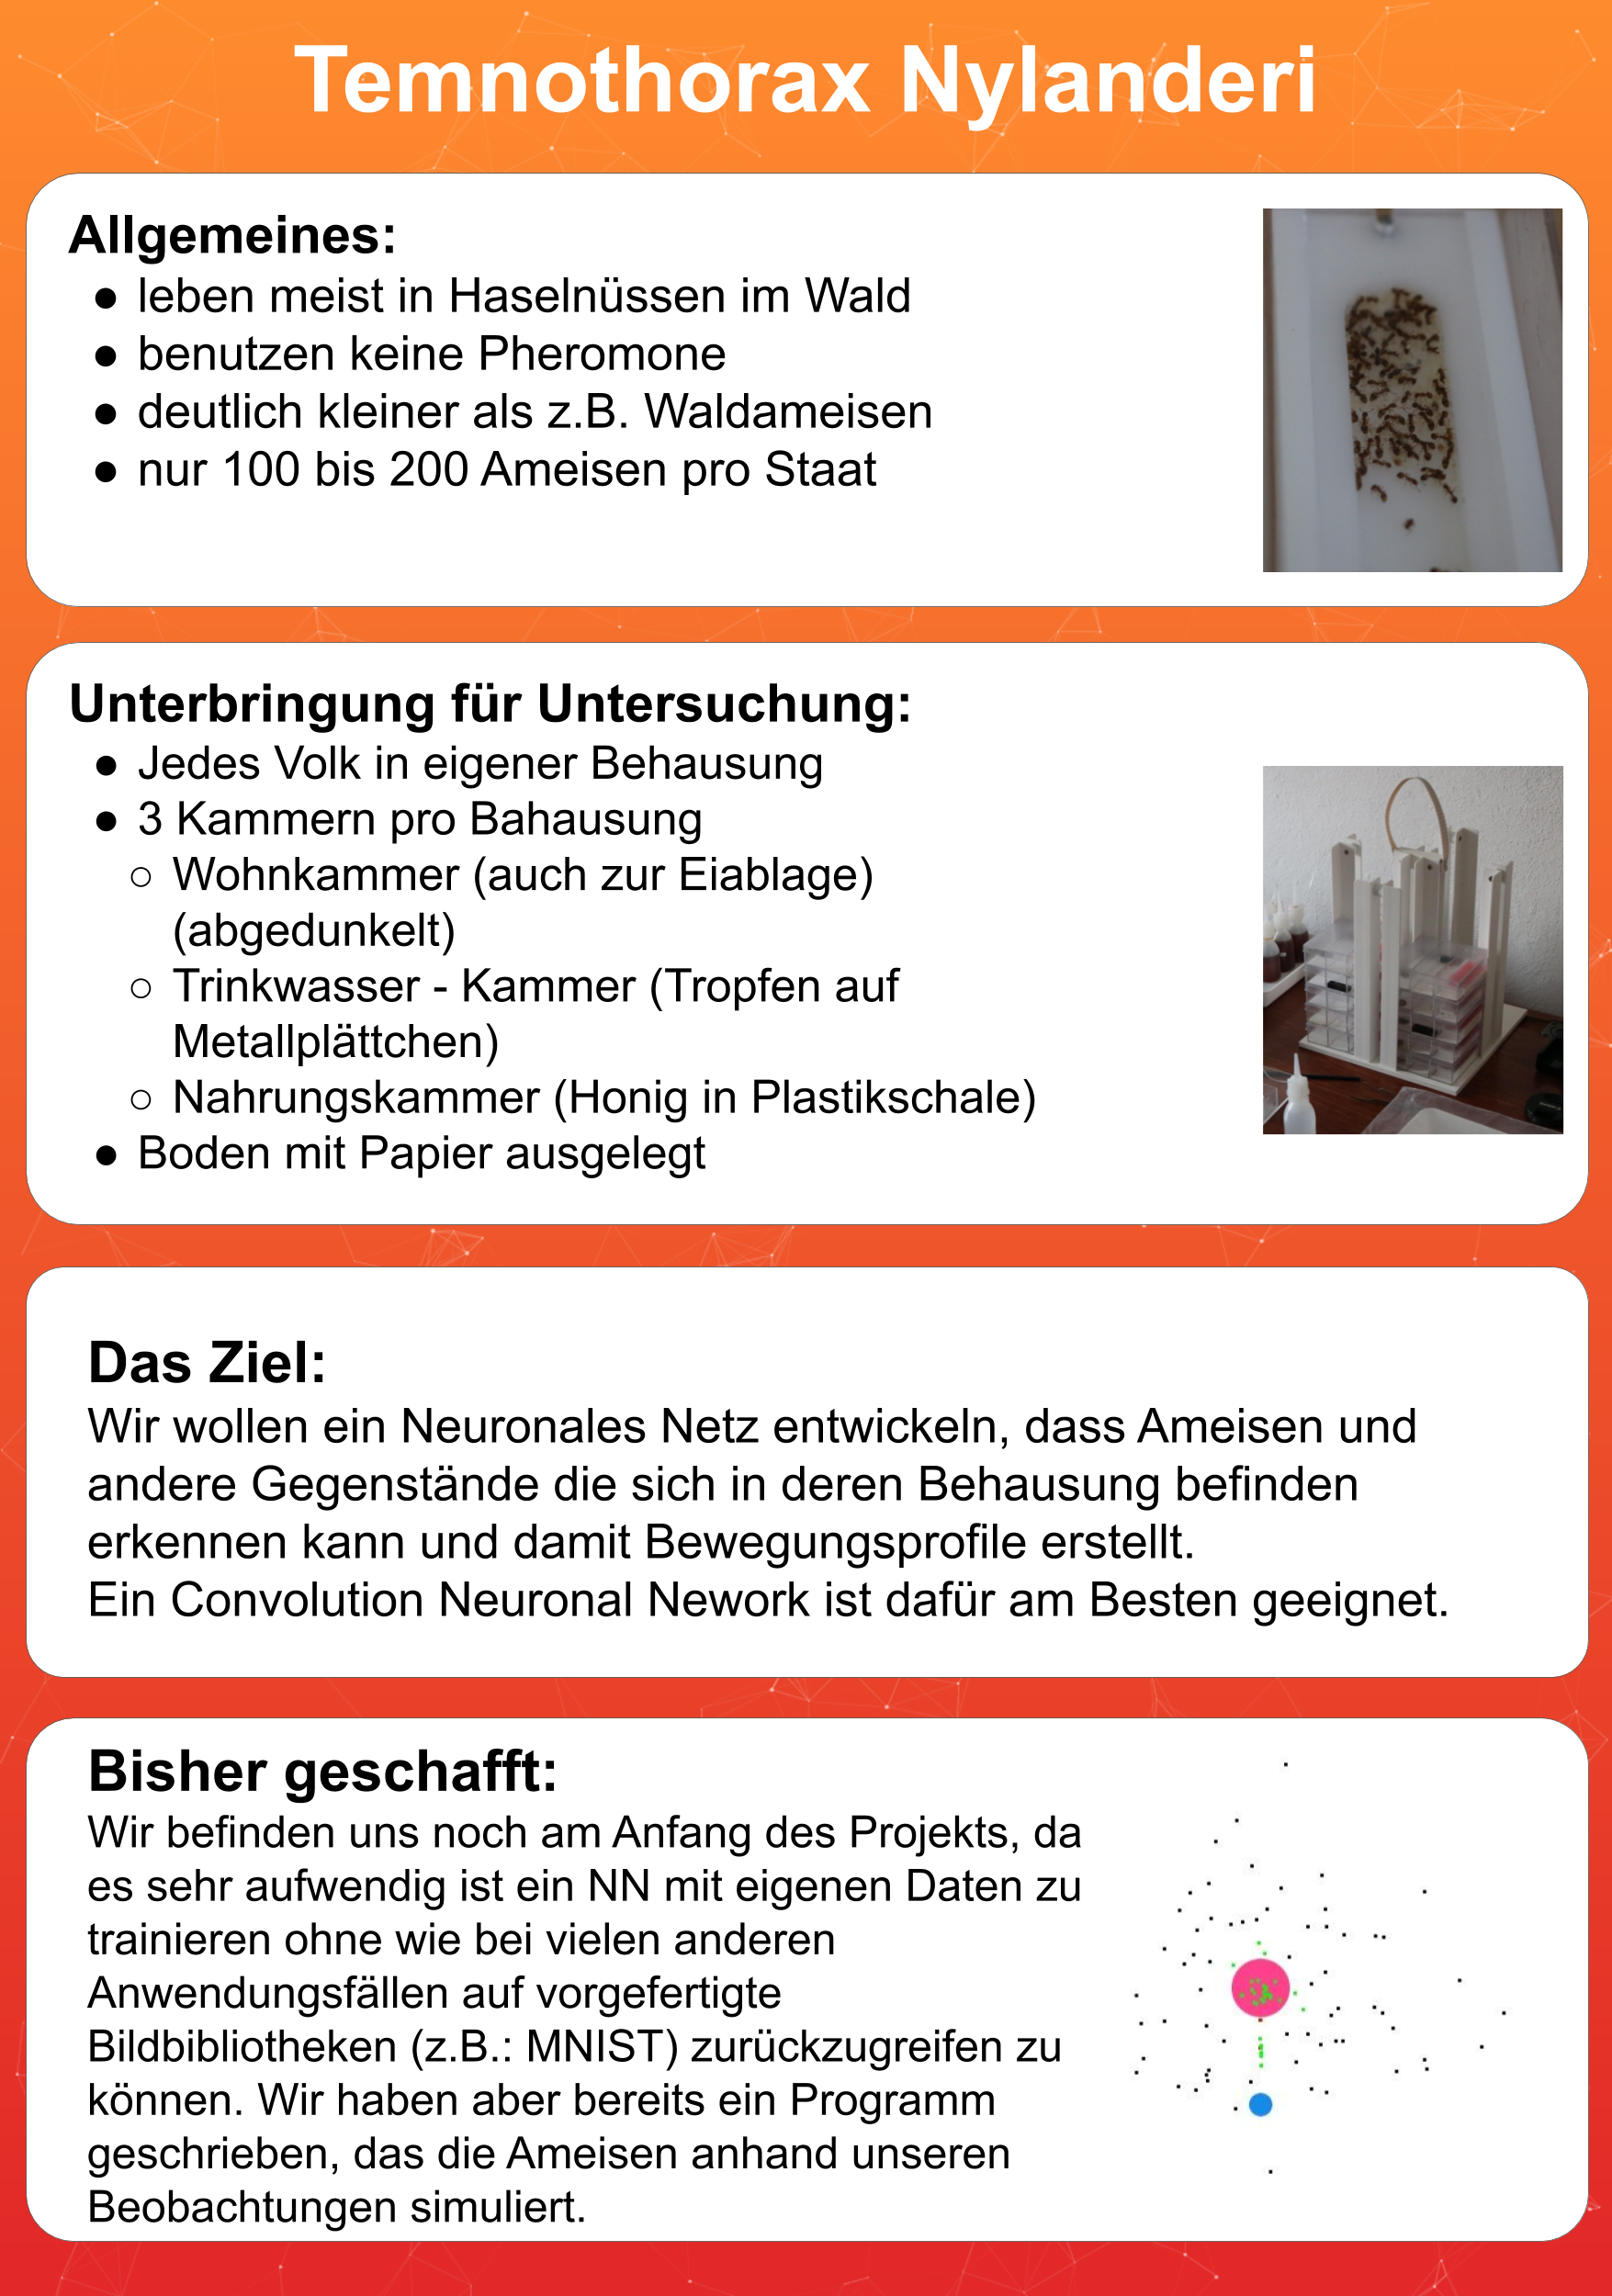 Temnothorax Nylanderi
Allgemeines:
● leben meist in Haselnüssen im Wald
● benutzen keine Pheromone
● deutlich kleiner als z.B. Waldameisen
● nur 100 bis 200 Ameisen pro Staat
Unterbringung für Untersuchung:
● Jedes Volk in eigener Behausung
● 3 Kammern pro Bahausung
○ Wohnkammer (auch zur Eiablage)
(abgedunkelt)
○ Trinkwasser - Kammer (Tropfen auf
Metallplättchen)
○ Nahrungskammer (Honig in Plastikschale)
● Boden mit Papier ausgelegt
Das Ziel:
Wir wollen ein Neuronales Netz entwickeln, dass Ameisen und
andere Gegenstände die sich in deren Behausung befinden
erkennen kann und damit Bewegungsprofile erstellt.
Ein Convolution Neuronal Nework ist dafür am Besten geeignet.
Bisher geschafft:
Wir befinden uns noch am Anfang des Projekts, da
es sehr aufwendig ist ein NN mit eigenen Daten zu
trainieren ohne wie bei vielen anderen
Anwendungsfällen auf vorgefertigte
Bildbibliotheken (z.B.: MNIST) zurückzugreifen zu
können. Wir haben aber bereits ein Programm
geschrieben, das die Ameisen anhand unseren
Beobachtungen simuliert.